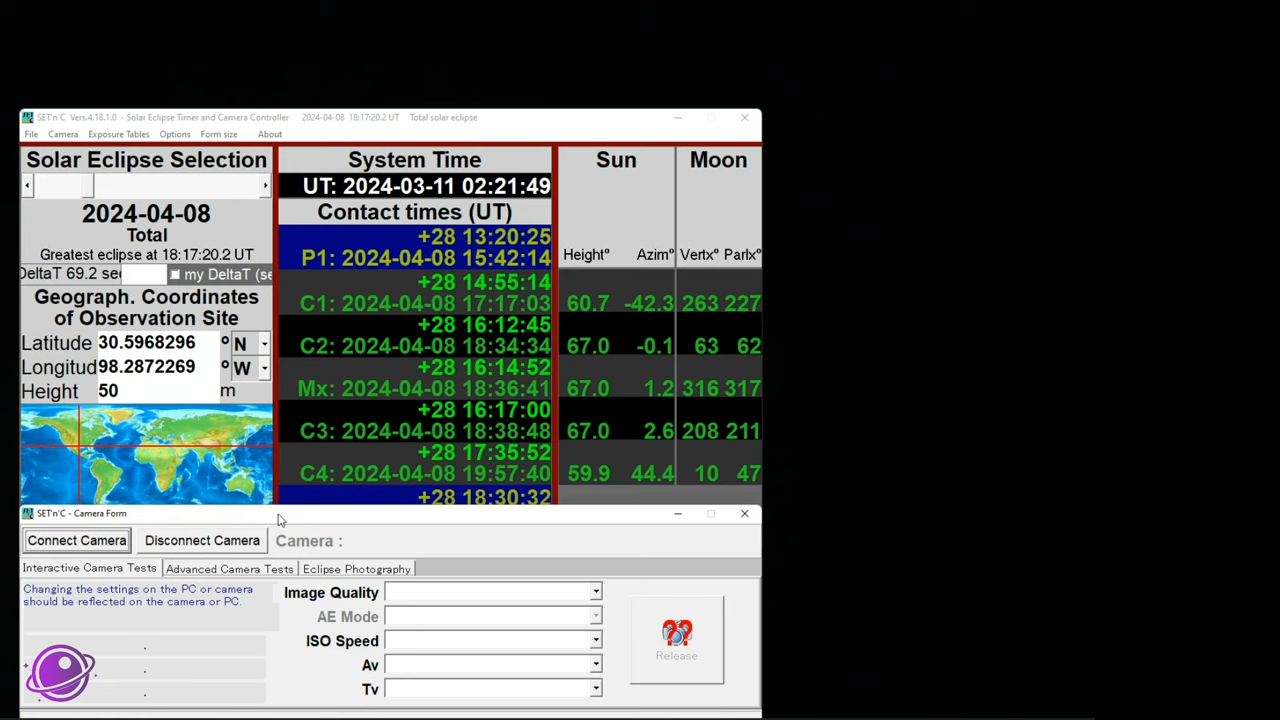 SET'n'C Vers.4.18.1.0 - Solar Eclipse Timer and Camera Controller 2024-04-08 18:17:20.2 UT Total solar eclipse
File Camera Exposure Tables Options Form size About
Solar Eclipse Selection
2024-04-08
Total
Greatest eclipse at 18:17:20.2 UT
DeltaT 69.2 sec my DeltaT (se
Geograph. Coordinates
of Observation Site
Latitude 30.5968296 ° N
Longitud 98.2872269 ° W
Height 50 m
System Time
UT: 2024-03-11 02:21:49
Contact times (UT)
+28 13:20:25
P1: 2024-04-08 15:42:14
+28 14:55:14
C1: 2024-04-08 17:17:03
+28 16:12:45
C2: 2024-04-08 18:34:34
+28 16:14:52
Mx: 2024-04-08 18:36:41
+28 16:17:00
C3: 2024-04-08 18:38:48
+28 17:35:52
C4: 2024-04-08 19:57:40
+28 18:30:32
Sun Moon
Height° Azim° Vertx° Parlx°
60.7 -42.3 263 227
67.0 -0.1 63 62
67.0 1.2 316 317
67.0 2.6 208 211
59.9 44.4 10 47
SET'n'C - Camera Form
Connect Camera Disconnect Camera Camera :
Interactive Camera Tests Advanced Camera Tests Eclipse Photography
Changing the settings on the PC or camera
should be reflected on the camera or PC.
Image Quality
AE Mode
ISO Speed
Av
Tv
??
Release